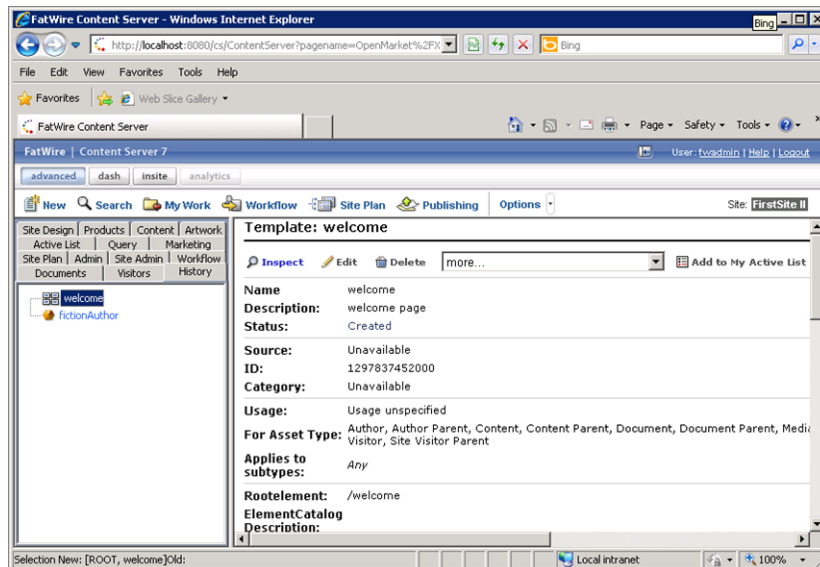 FatWire Content Server - Windows Internet Explorer
Bing
http://localhost:8080/cs/ContentServer?pagename=OpenMarket%2FX
Bing
File Edit View Favorites Tools Help
Favorites Web Slice Gallery
FatWire Content Server
Page Safety Tools
FatWire | Content Server 7
User: fwadmin | Help | Logout
advanced dash insite analytics
New Search My Work Workflow Site Plan Publishing Options Site: FirstSite II
Site Design Products Content Artwork
Active List Query Marketing
Site Plan Admin Site Admin Workflow
Documents Visitors History
welcome
fictionAuthor
Template: welcome
Inspect Edit Delete more... Add to My Active List
Name welcome
Description: welcome page
Status: Created
Source: Unavailable
ID: 1297837452000
Category: Unavailable
Usage: Usage unspecified
For Asset Type: Author, Author Parent, Content, Content Parent, Document, Document Parent, Media
Visitor, Site Visitor Parent
Applies to
subtypes: Any
Rootelement: /welcome
ElementCatalog
Description:
Selection New: [ROOT, welcome]Old:
Local intranet
100%